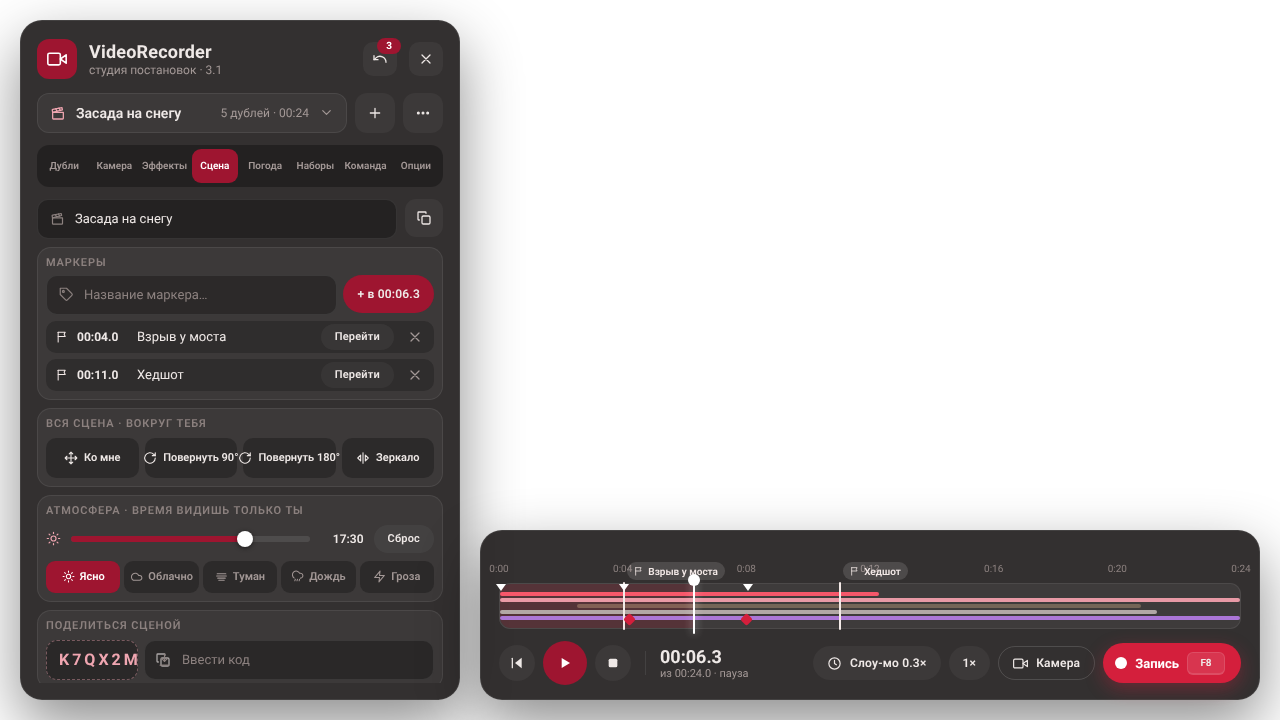 VideoRecorder
студия постановок · 3.1
3
Засада на снегу
5 дублей · 00:24
Дубли Камера Эффекты Сцена Погода Наборы Команда Опции
Засада на снегу
МАРКЕРЫ
Название маркера…
+ в 00:06.3
00:04.0 Взрыв у моста Перейти
00:11.0 Хедшот Перейти
ВСЯ СЦЕНА · ВОКРУГ ТЕБЯ
Ко мне Повернуть 90° Повернуть 180° Зеркало
АТМОСФЕРА · ВРЕМЯ ВИДИШЬ ТОЛЬКО ТЫ
17:30 Сброс
Ясно Облачно Туман Дождь Гроза
ПОДЕЛИТЬСЯ СЦЕНОЙ
K7QX2M Ввести код
0:00 0:04 Взрыв у моста 0:08 Хедшот 0:12 0:16 0:20 0:24
00:06.3
из 00:24.0 · пауза
Слоу-мо 0.3×
1×
Камера
Запись F8